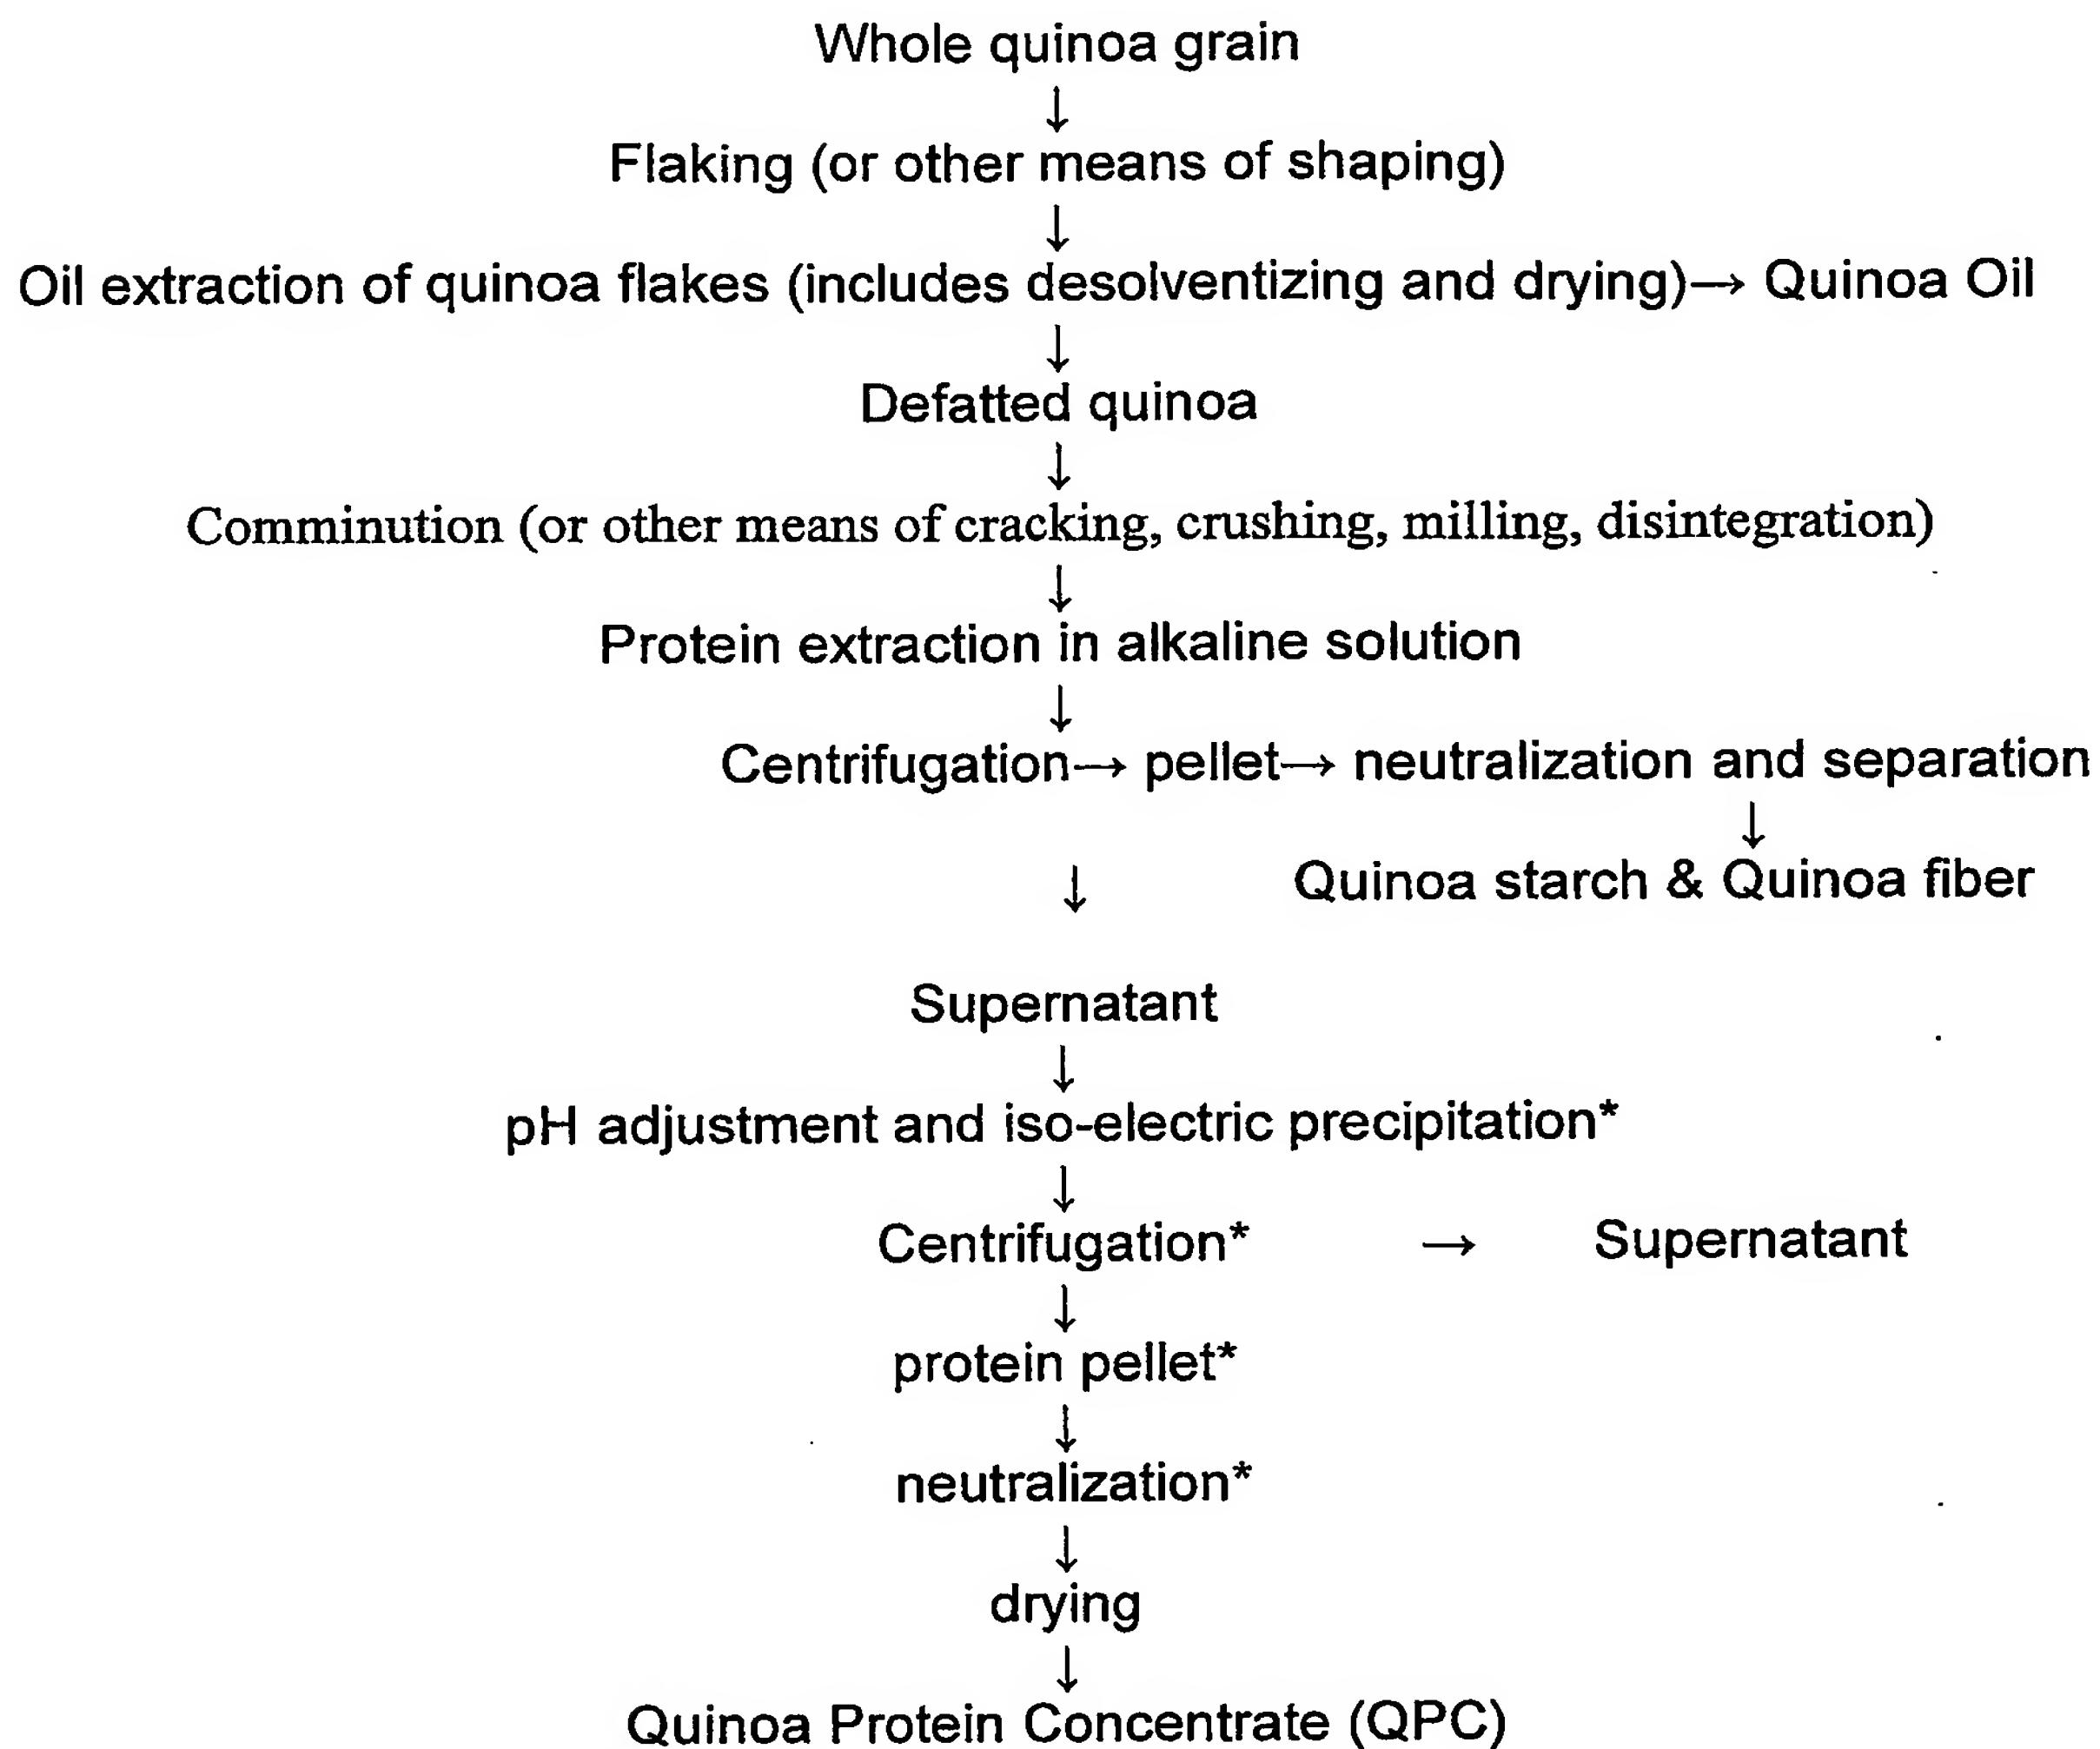 Whole quinoa grain
↓
Flaking (or other means of shaping)
↓
Oil extraction of quinoa flakes (includes desolventizing and drying)→ Quinoa Oil
↓
Defatted quinoa
↓
Comminution (or other means of cracking, crushing, milling, disintegration)
↓
Protein extraction in alkaline solution
↓
Centrifugation→ pellet→ neutralization and separation
↓
↓ Quinoa starch & Quinoa fiber
Supernatant
↓
pH adjustment and iso-electric precipitation*
↓
Centrifugation* → Supernatant
↓
protein pellet*
↓
neutralization*
↓
drying
↓
Quinoa Protein Concentrate (QPC)